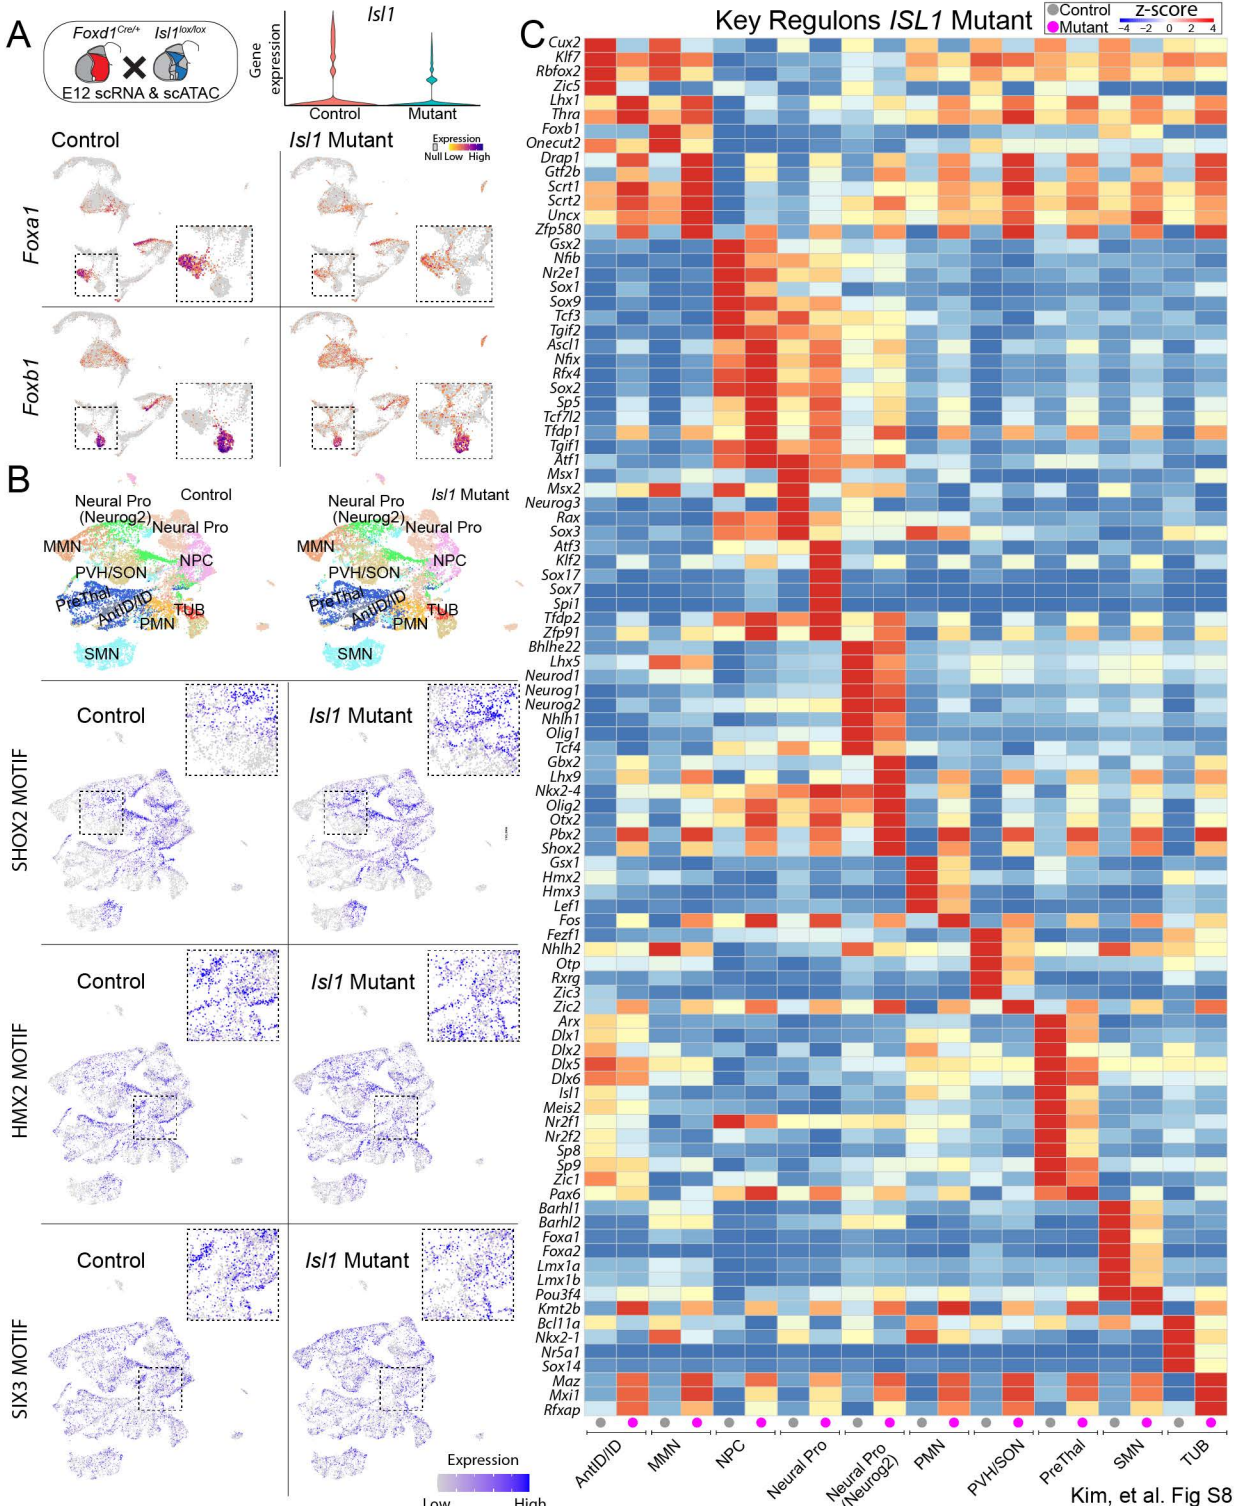 A
Foxd1Cre/+ Isl1lox/lox
E12 scRNA & scATAC
Isl1
Gene expression
Control Mutant
Control
Isl1 Mutant
Expression
Null Low High
Foxa1
Foxb1
B
Neural Pro (Neurog2)
Control
Neural Pro
MMN
NPC
PVH/SON
PreThal
AntID/ID
TUB
PMN
SMN
Neural Pro (Neurog2)
Isl1 Mutant
Neural Pro
MMN
NPC
PVH/SON
PreThal
AntID/ID
TUB
PMN
SMN
SHOX2 MOTIF
Control
Isl1 Mutant
HMX2 MOTIF
Control
Isl1 Mutant
SIX3 MOTIF
Control
Isl1 Mutant
Expression
Low High
C
Key Regulons ISL1 Mutant
Control
Mutant
z-score
−4 −2 0 2 4
Cux2
Klf7
Rbfox2
Zic5
Lhx1
Thra
Foxb1
Onecut2
Drap1
Gtf2b
Scrt1
Scrt2
Uncx
Zfp580
Gsx2
Nfib
Nr2e1
Sox1
Sox9
Tcf3
Tgif2
Ascl1
Nfix
Rfx4
Sox2
Sp5
Tcf7l2
Tfdp1
Tgif1
Atf1
Msx1
Msx2
Neurog3
Rax
Sox3
Atf3
Klf2
Sox17
Sox7
Spi1
Tfdp2
Zfp91
Bhlhe22
Lhx5
Neurod1
Neurog1
Neurog2
Nhlh1
Olig1
Tcf4
Gbx2
Lhx9
Nkx2-4
Olig2
Otx2
Pbx2
Shox2
Gsx1
Hmx2
Hmx3
Lef1
Fos
Fezf1
Nhlh2
Otp
Rxrg
Zic3
Zic2
Arx
Dlx1
Dlx2
Dlx5
Dlx6
Isl1
Meis2
Nr2f1
Nr2f2
Sp8
Sp9
Zic1
Pax6
Barhl1
Barhl2
Foxa1
Foxa2
Lmx1a
Lmx1b
Pou3f4
Kmt2b
Bcl11a
Nkx2-1
Nr5a1
Sox14
Maz
Mxi1
Rfxap
AntID/ID
MMN
NPC
Neural Pro
Neural Pro (Neurog2)
PMN
PVH/SON
PreThal
SMN
TUB
Kim, et al. Fig S8